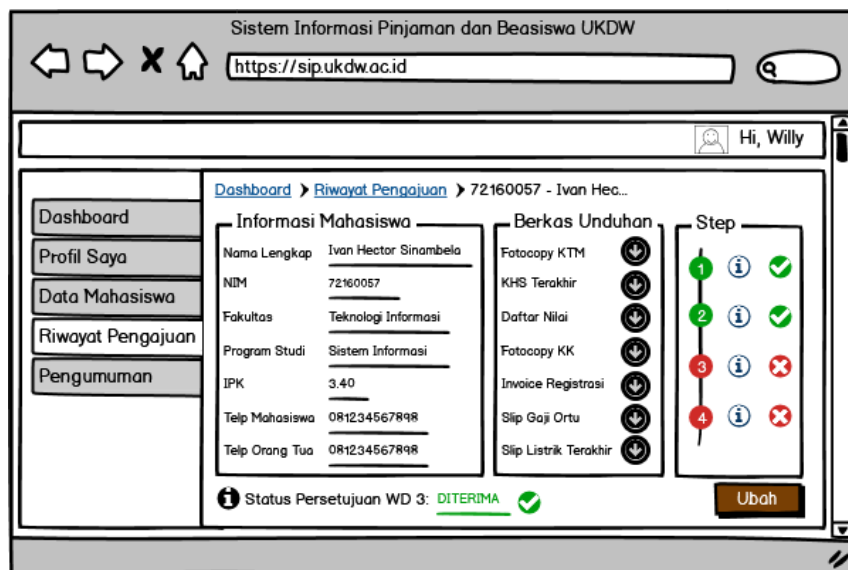 Sistem Informasi Pinjaman dan Beasiswa UKDW
https://sip.ukdw.ac.id
Hi, Willy
Dashboard
Profil Saya
Data Mahasiswa
Riwayat Pengajuan
Pengumuman
Dashboard Riwayat Pengajuan 72160057 - Ivan Hec...
Informasi Mahasiswa
Nama Lengkap Ivan Hector Sinambela
NIM 72160057
Fakultas Teknologi Informasi
Program Studi Sistem Informasi
IPK 3.40
Telp Mahasiswa 081234567898
Telp Orang Tua 081234567898
Berkas Unduhan
Fotocopy KTM
KHS Terakhir
Daftar Nilai
Fotocopy KK
Invoice Registrasi
Slip Gaji Ortu
Slip Listrik Terakhir
Step
1
2
3
4
Status Persetujuan WD 3: DITERIMA
Ubah